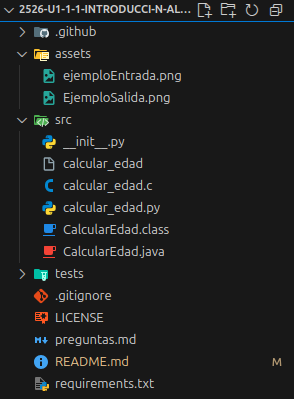 2526-U1-1-1-INTRODUCCI-N-AL...
.github
assets
ejemploEntrada.png
EjemploSalida.png
src
__init__.py
calcular_edad
calcular_edad.c
calcular_edad.py
CalcularEdad.class
CalcularEdad.java
tests
.gitignore
LICENSE
preguntas.md
README.md M
requirements.txt